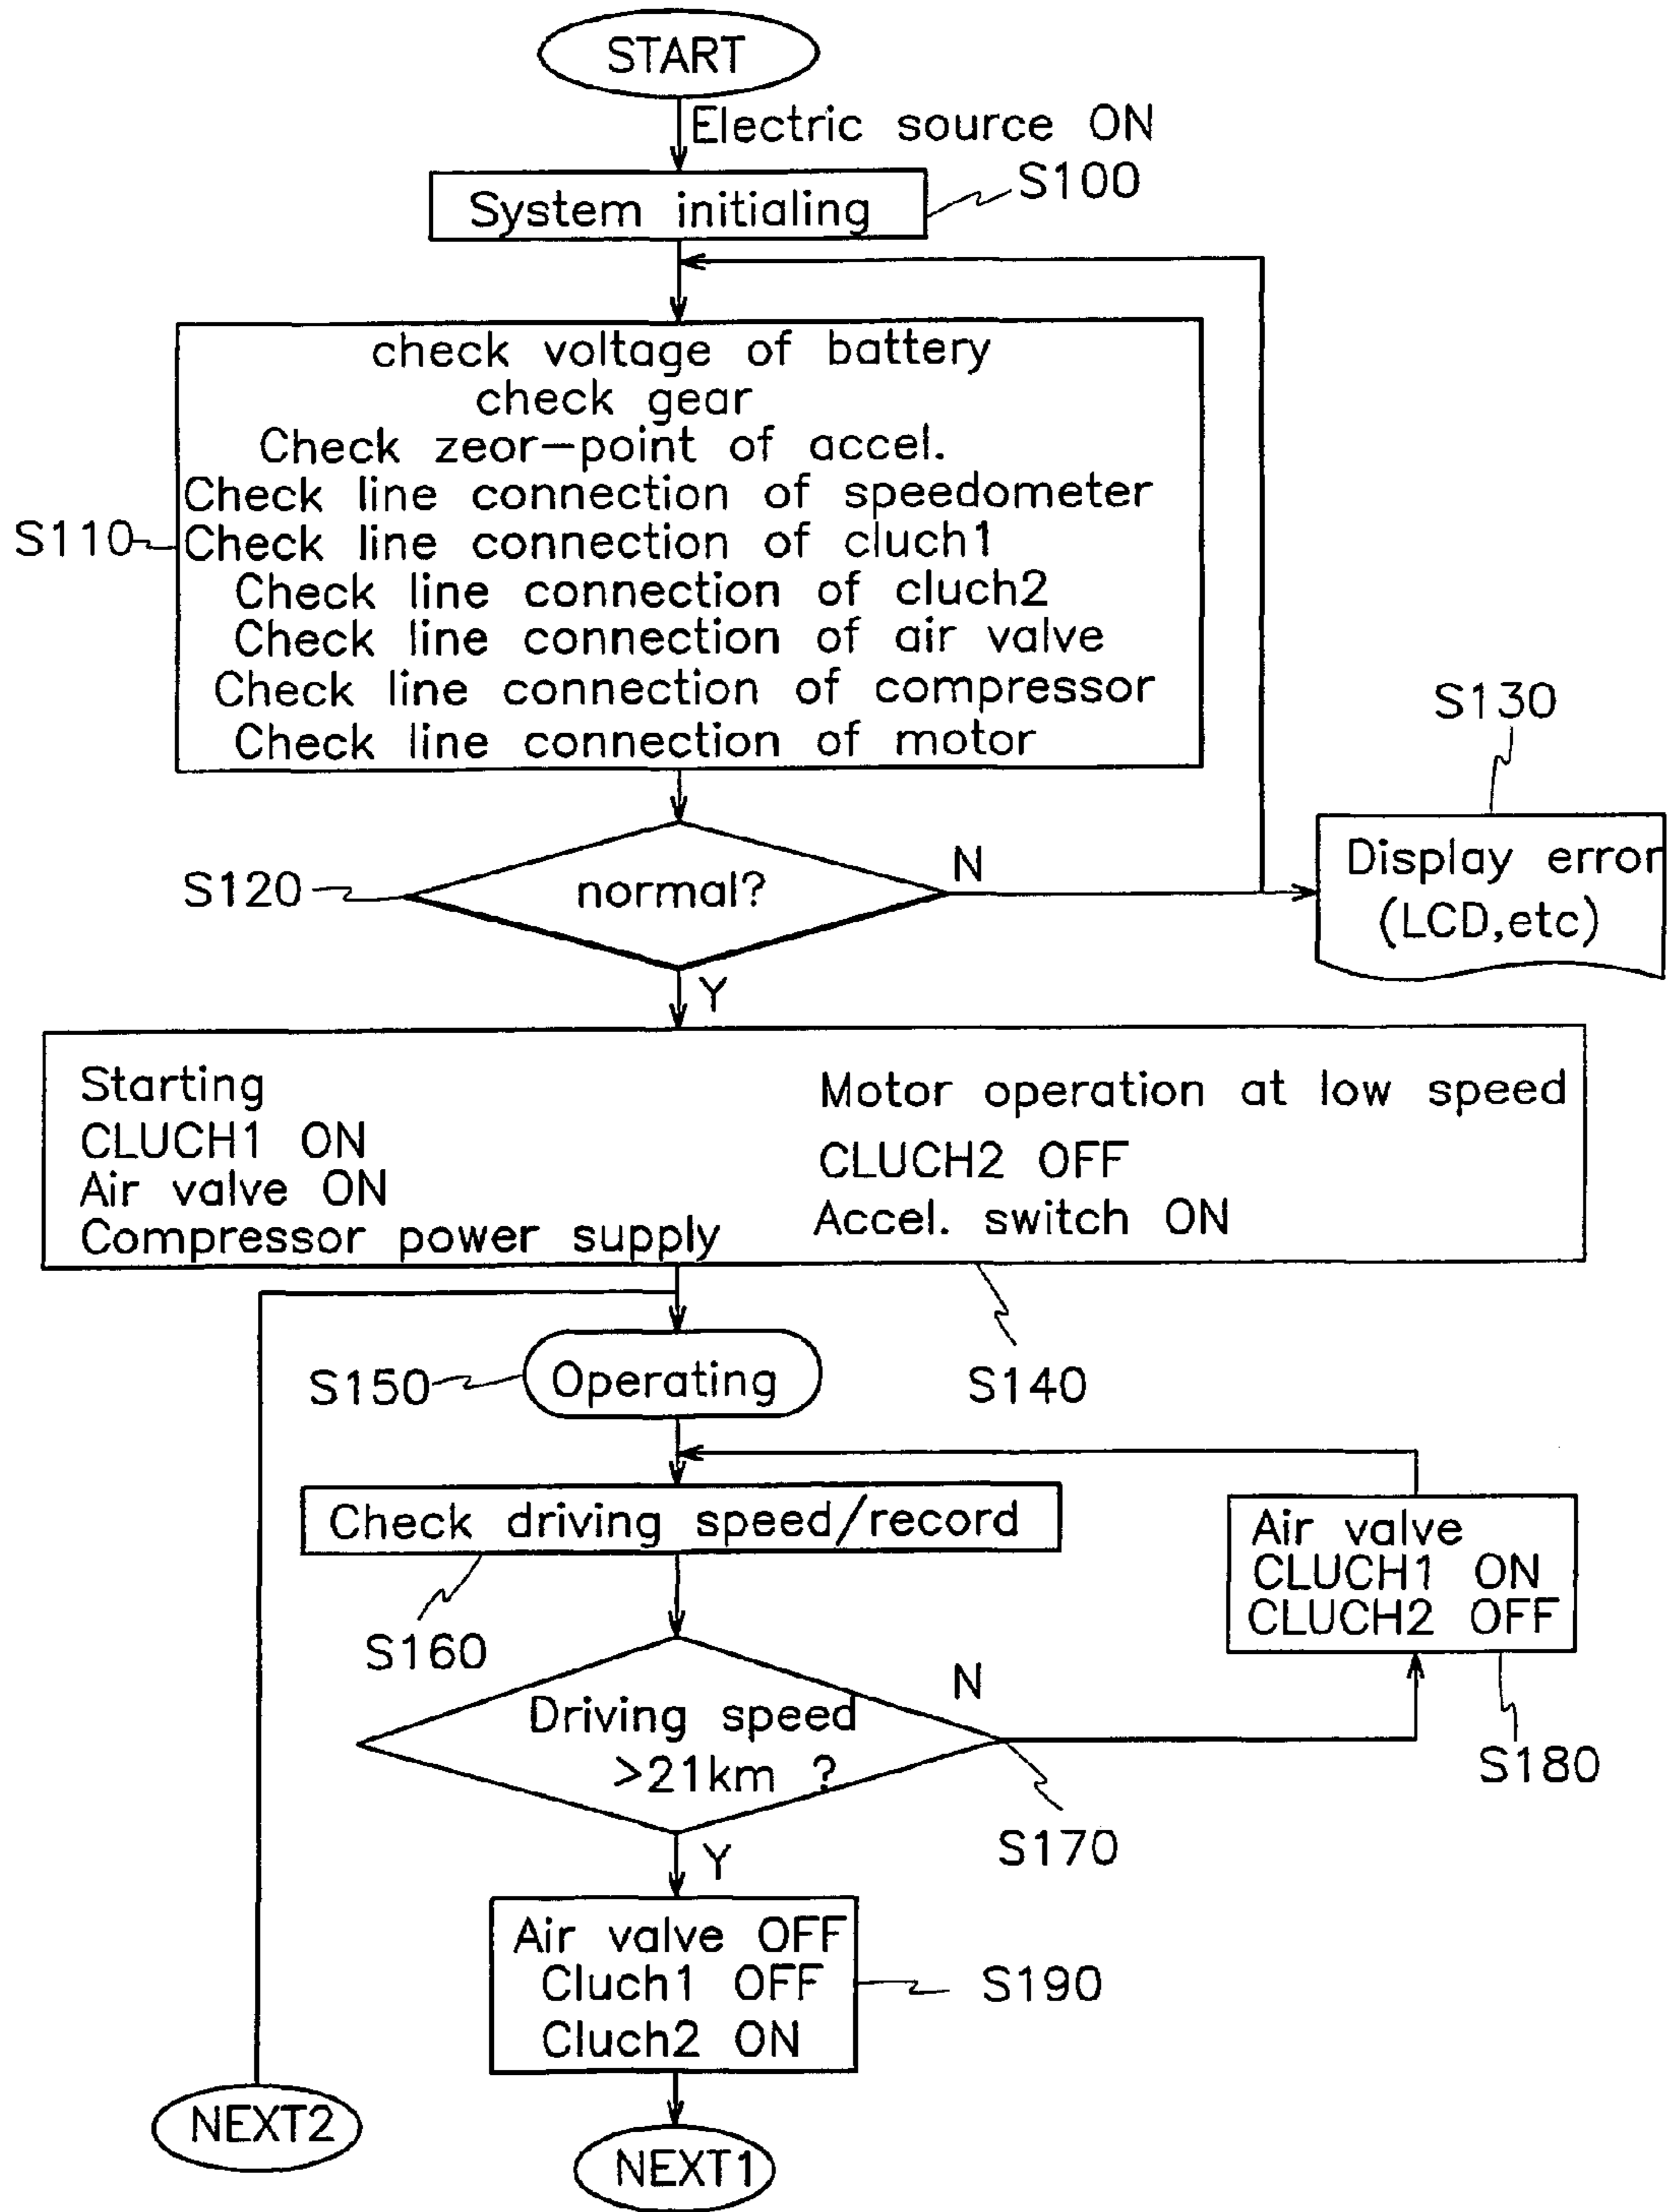 START
Electric source ON
S100
System initialing
check voltage of battery
check gear
Check zeor-point of accel.
Check line connection of speedometer
S110
Check line connection of cluch1
Check line connection of cluch2
Check line connection of air valve
Check line connection of compressor
Check line connection of motor
S130
Display error
(LCD,etc)
S120
normal?
N
Y
Starting
CLUCH1 ON
Air valve ON
Compressor power supply
Motor operation at low speed
CLUCH2 OFF
Accel. switch ON
S140
S150
Operating
Check driving speed/record
S160
Air valve
CLUCH1 ON
CLUCH2 OFF
S180
Driving speed
>21km ?
N
S170
Y
Air valve OFF
Cluch1 OFF
Cluch2 ON
S190
NEXT2
NEXT1